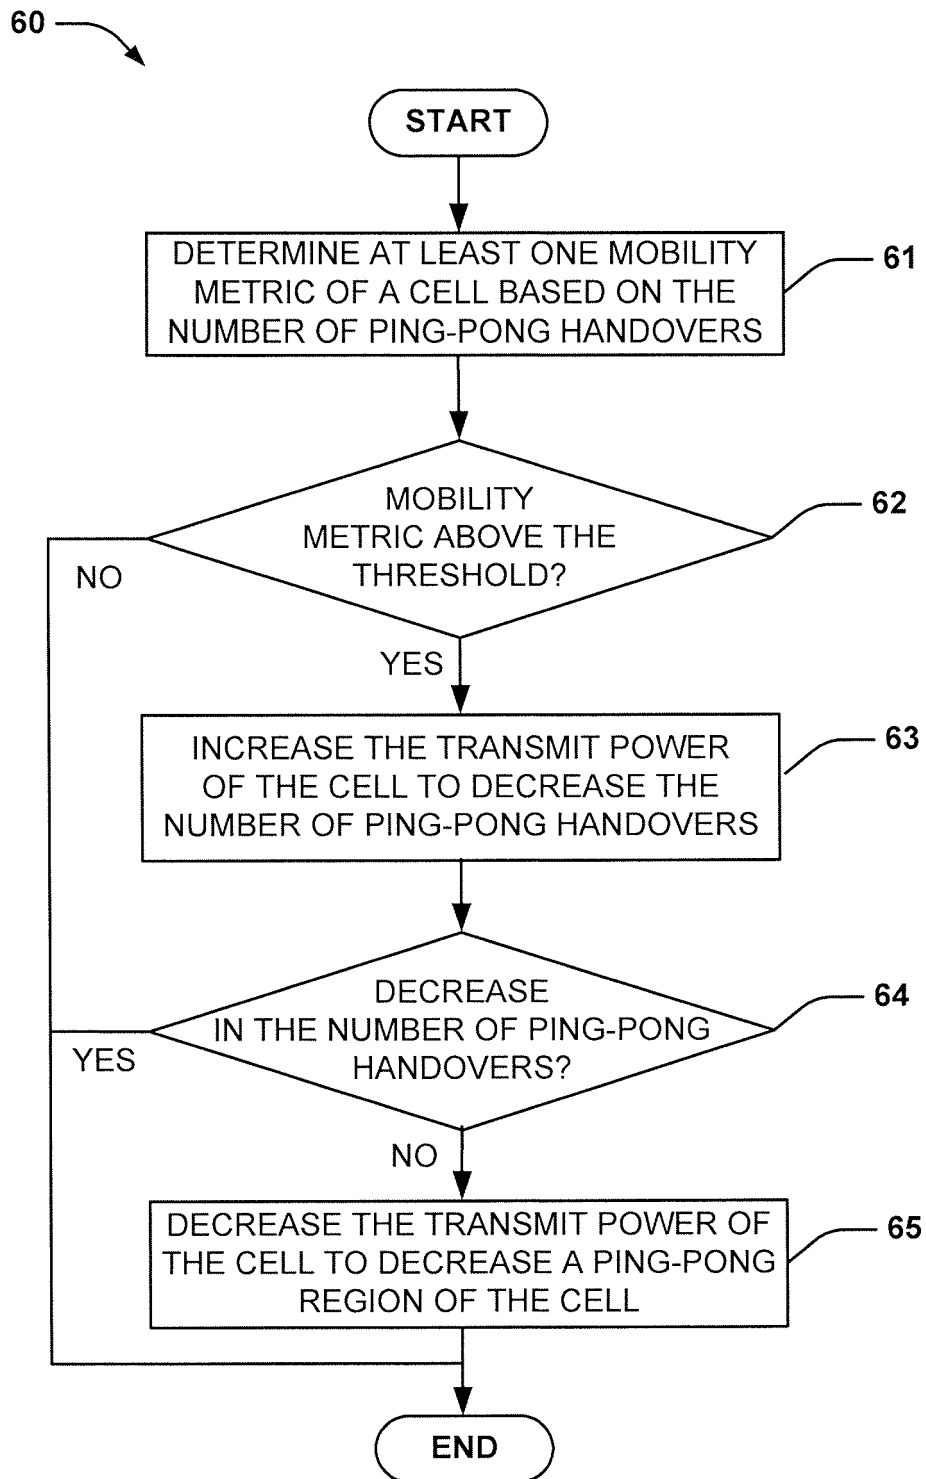 60
START
DETERMINE AT LEAST ONE MOBILITY
METRIC OF A CELL BASED ON THE
NUMBER OF PING-PONG HANDOVERS
61
MOBILITY
METRIC ABOVE THE
THRESHOLD?
62
NO
YES
INCREASE THE TRANSMIT POWER
OF THE CELL TO DECREASE THE
NUMBER OF PING-PONG HANDOVERS
63
DECREASE
IN THE NUMBER OF PING-PONG
HANDOVERS?
64
YES
NO
DECREASE THE TRANSMIT POWER OF
THE CELL TO DECREASE A PING-PONG
REGION OF THE CELL
65
END